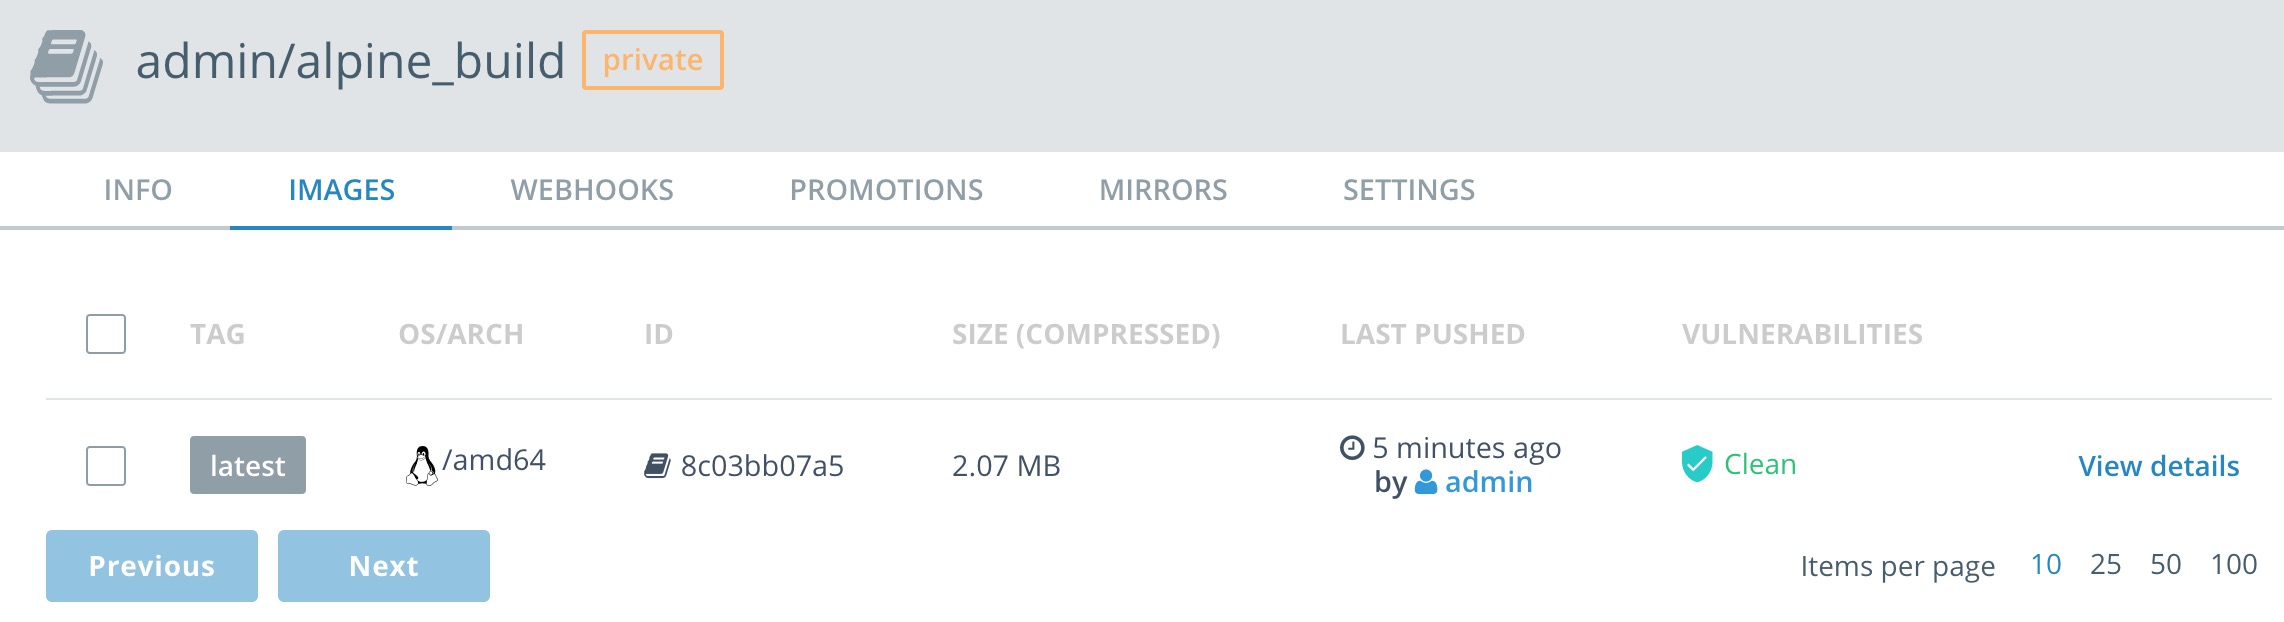 admin/alpine_build private
INFO IMAGES WEBHOOKS PROMOTIONS MIRRORS SETTINGS
TAG OS/ARCH ID SIZE (COMPRESSED) LAST PUSHED VULNERABILITIES
latest /amd64 8c03bb07a5 2.07 MB 5 minutes ago Clean View details
by admin
Previous Next Items per page 10 25 50 100